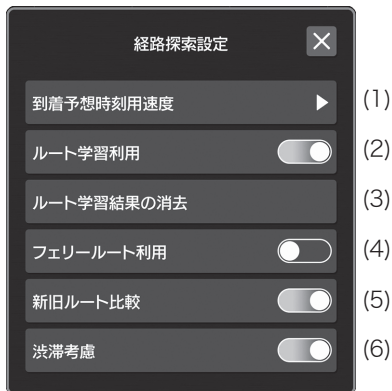 経路探索設定
到着予想時刻用速度 (1)
ルート学習利用 (2)
ルート学習結果の消去 (3)
フェリールート利用 (4)
新旧ルート比較 (5)
渋滞考慮 (6)